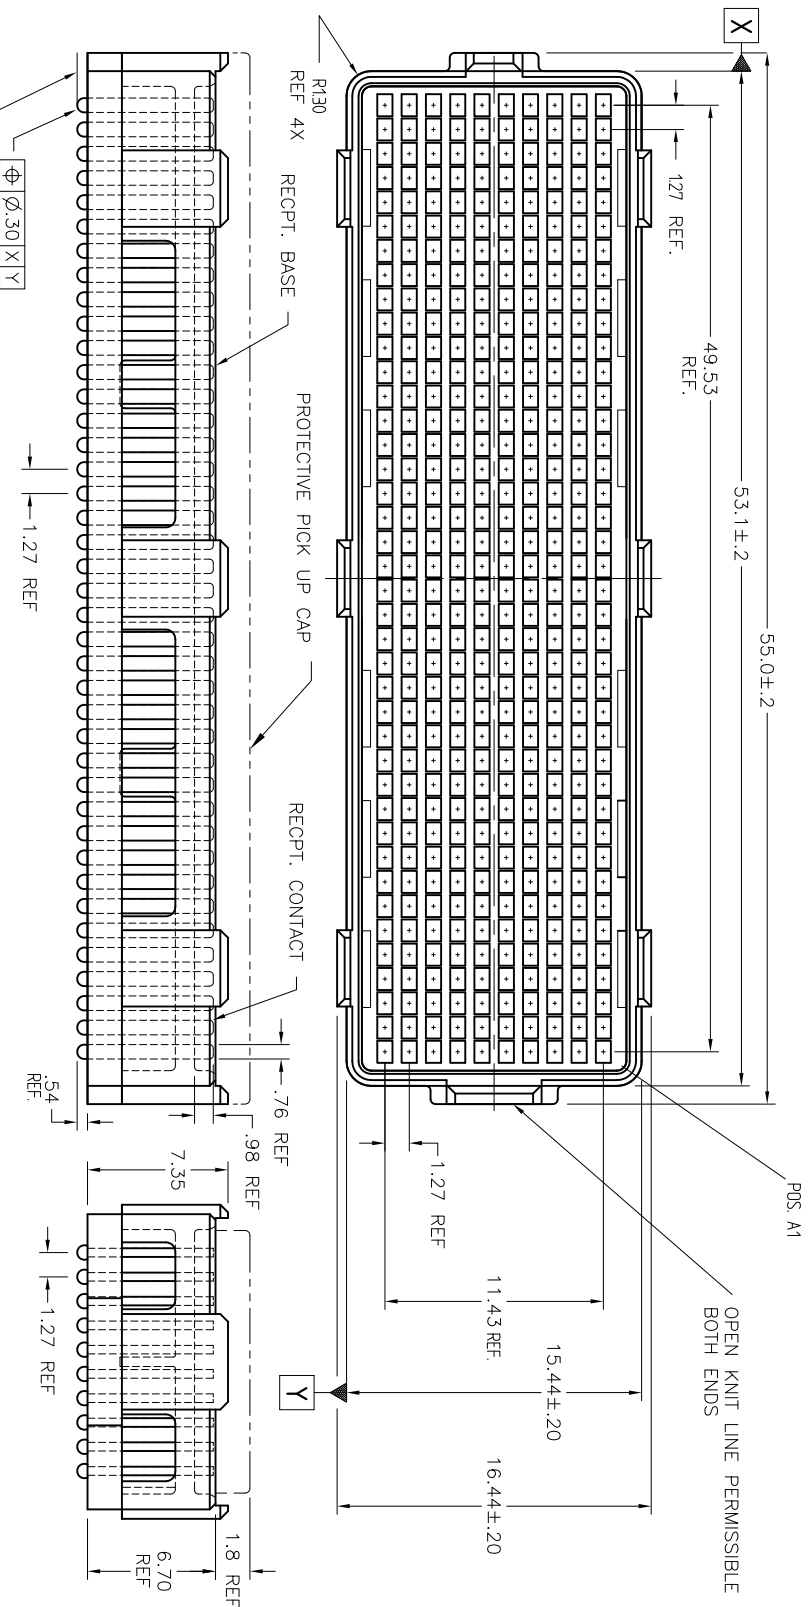 X
Y
55.0±.2
53.1±.2
49.53
REF.
1.27 REF.
R1.30
REF 4X
POS. A1
OPEN KNIT LINE PERMISSIBLE
BOTH ENDS
1.27 REF
11.43 REF.
15.44±.20
16.44±.20
RECPT. BASE
PROTECTIVE PICK UP CAP
RECPT. CONTACT
⌖ Ø.30 X Y
1.27 REF
.76 REF
.98 REF
.54
REF.
7.35
1.27 REF
1.8 REF
6.70
REF